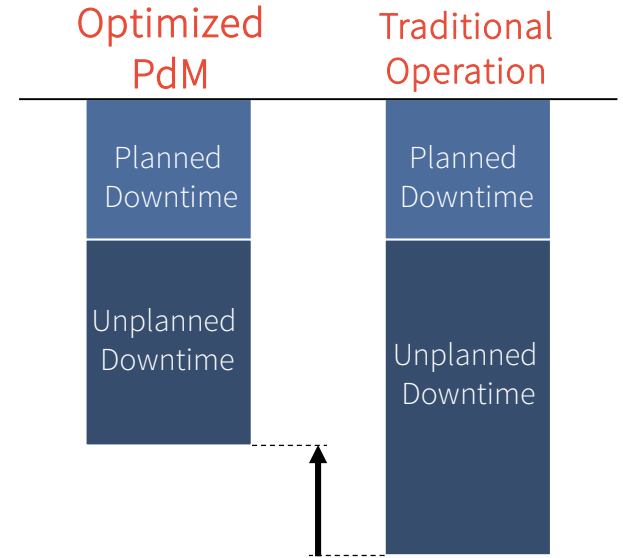 Optimized
PdM
Traditional
Operation
Planned
Downtime
Planned
Downtime
Unplanned
Downtime
Unplanned
Downtime